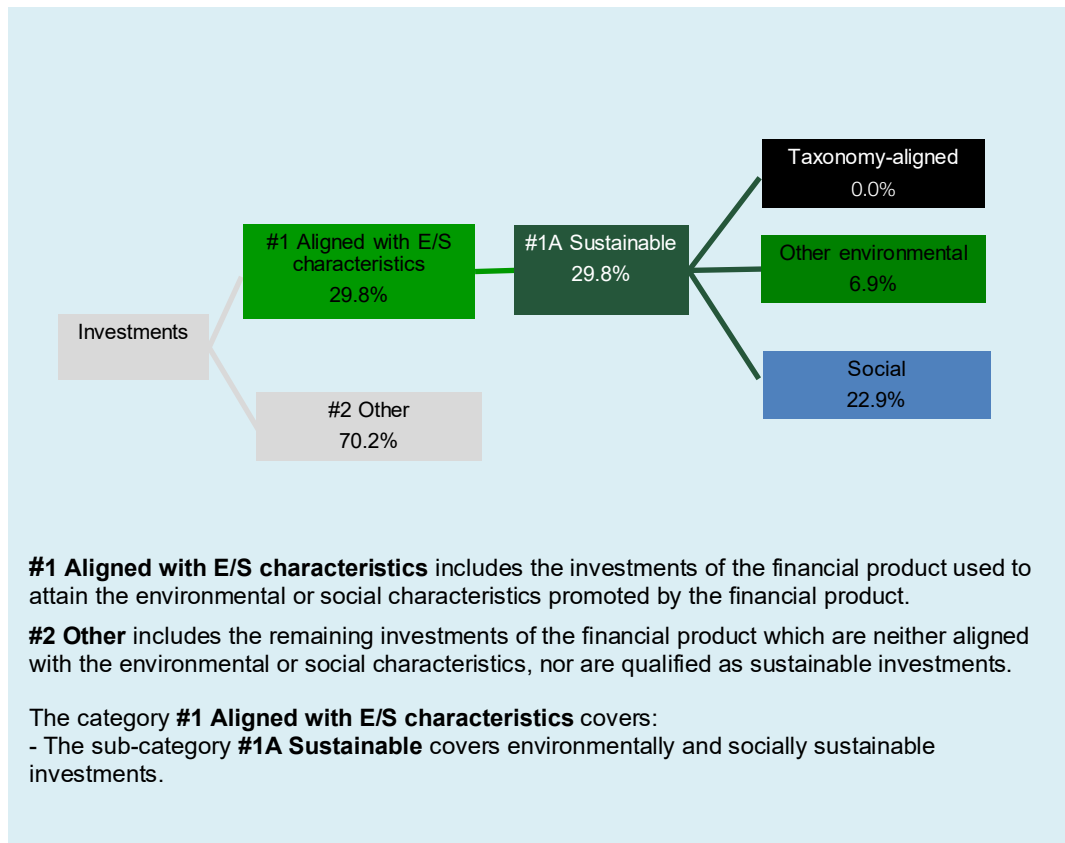 Taxonomy-aligned
0.0%
#1 Aligned with E/S
characteristics
29.8%
#1A Sustainable
29.8%
Other environmental
6.9%
Investments
Social
22.9%
#2 Other
70.2%
#1 Aligned with E/S characteristics includes the investments of the financial product used to
attain the environmental or social characteristics promoted by the financial product.
#2 Other includes the remaining investments of the financial product which are neither aligned
with the environmental or social characteristics, nor are qualified as sustainable investments.
The category #1 Aligned with E/S characteristics covers:
- The sub-category #1A Sustainable covers environmentally and socially sustainable
investments.